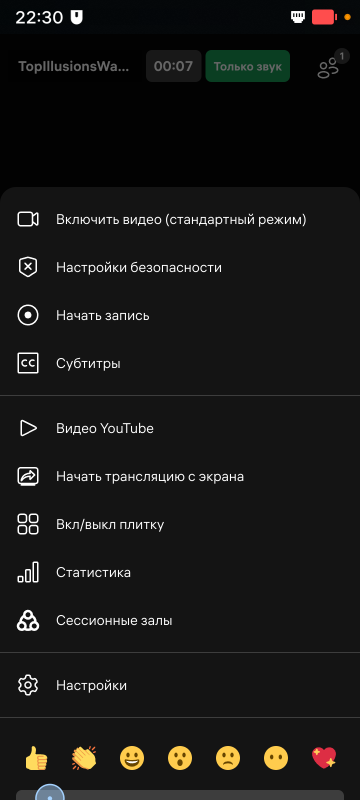 22:30
TopIllusionsWa...
00:07
Только звук
1
Включить видео (стандартный режим)
Настройки безопасности
Начать запись
CC Субтитры
Видео YouTube
Начать трансляцию с экрана
Вкл/выкл плитку
Статистика
Сессионные залы
Настройки